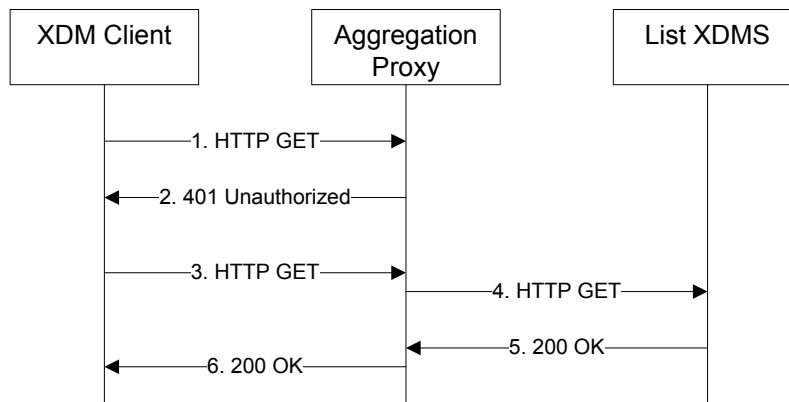 XDM Client
Aggregation
Proxy
List XDMS
1. HTTP GET
2. 401 Unauthorized
3. HTTP GET
4. HTTP GET
5. 200 OK
6. 200 OK